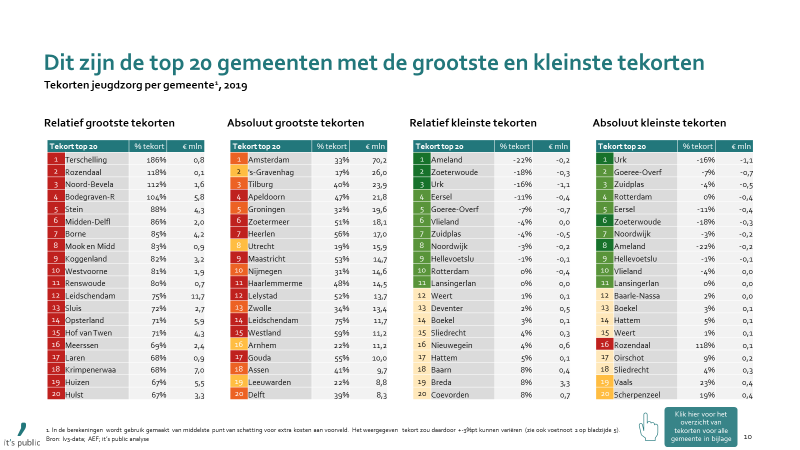 Dit zijn de top 20 gemeenten met de grootste en kleinste tekorten
Tekorten jeugdzorg per gemeente¹, 2019
Relatief grootste tekorten
Tekort top 20 % tekort € mln
1 Terschelling 186% 0,8
2 Rozendaal 118% 0,1
3 Noord-Bevela 112% 1,6
4 Bodegraven-R 104% 5,8
5 Stein 88% 4,3
6 Midden-Delfl 86% 2,0
7 Borne 85% 4,2
8 Mook en Midd 83% 0,9
9 Koggenland 82% 3,2
10 Westvoorne 81% 1,9
11 Renswoude 80% 0,7
12 Leidschendam 75% 11,7
13 Sluis 72% 2,7
14 Opsterland 71% 5,9
15 Hof van Twen 71% 4,3
16 Meerssen 69% 2,4
17 Laren 68% 0,9
18 Krimpenerwaa 68% 7,0
19 Huizen 67% 5,5
20 Hulst 67% 3,3
Absoluut grootste tekorten
Tekort top 20 % tekort € mln
1 Amsterdam 33% 70,2
2 's-Gravenhag 17% 26,0
3 Tilburg 40% 23,9
4 Apeldoorn 47% 21,8
5 Groningen 32% 19,6
6 Zoetermeer 51% 18,1
7 Heerlen 56% 17,0
8 Utrecht 19% 15,9
9 Maastricht 53% 14,7
10 Nijmegen 31% 14,6
11 Haarlemmerme 48% 14,5
12 Lelystad 52% 13,7
13 Zwolle 34% 13,4
14 Leidschendam 75% 11,7
15 Westland 59% 11,2
16 Arnhem 22% 11,2
17 Gouda 55% 10,0
18 Assen 41% 9,7
19 Leeuwarden 22% 8,8
20 Delft 39% 8,3
Relatief kleinste tekorten
Tekort top 20 % tekort € mln
1 Ameland -22% -0,2
2 Zoeterwoude -18% -0,3
3 Urk -16% -1,1
4 Eersel -11% -0,4
5 Goeree-Overf -7% -0,7
6 Vlieland -4% 0,0
7 Zuidplas -4% -0,5
8 Noordwijk -3% -0,2
9 Hellevoetslu -1% -0,1
10 Rotterdam 0% -0,4
11 Lansingerlan 0% 0,0
12 Weert 1% 0,1
13 Deventer 2% 0,5
14 Boekel 3% 0,1
15 Sliedrecht 4% 0,3
16 Nieuwegein 4% 0,6
17 Hattem 5% 0,1
18 Baarn 8% 0,4
19 Breda 8% 3,3
20 Coevorden 8% 0,7
Absoluut kleinste tekorten
Tekort top 20 % tekort € mln
1 Urk -16% -1,1
2 Goeree-Overf -7% -0,7
3 Zuidplas -4% -0,5
4 Rotterdam 0% -0,4
5 Eersel -11% -0,4
6 Zoeterwoude -18% -0,3
7 Noordwijk -3% -0,2
8 Ameland -22% -0,2
9 Hellevoetslu -1% -0,1
10 Vlieland -4% 0,0
11 Lansingerlan 0% 0,0
12 Baarle-Nassa 2% 0,0
13 Boekel 3% 0,1
14 Hattem 5% 0,1
15 Weert 1% 0,1
16 Rozendaal 118% 0,1
17 Oirschot 9% 0,2
18 Sliedrecht 4% 0,3
19 Vaals 23% 0,4
20 Scherpenzeel 19% 0,4
1. In de berekeningen wordt gebruik gemaakt van middelste punt van schatting voor extra kosten aan voorveld. Het weergegeven tekort zou daardoor +-5%pt kunnen variëren (zie ook voetnoot 2 op bladzijde 5).
Bron: Iv3-data; AEF; it's public analyse
it's public
Klik hier voor het
overzicht van
tekorten voor alle
gemeente in bijlage
10